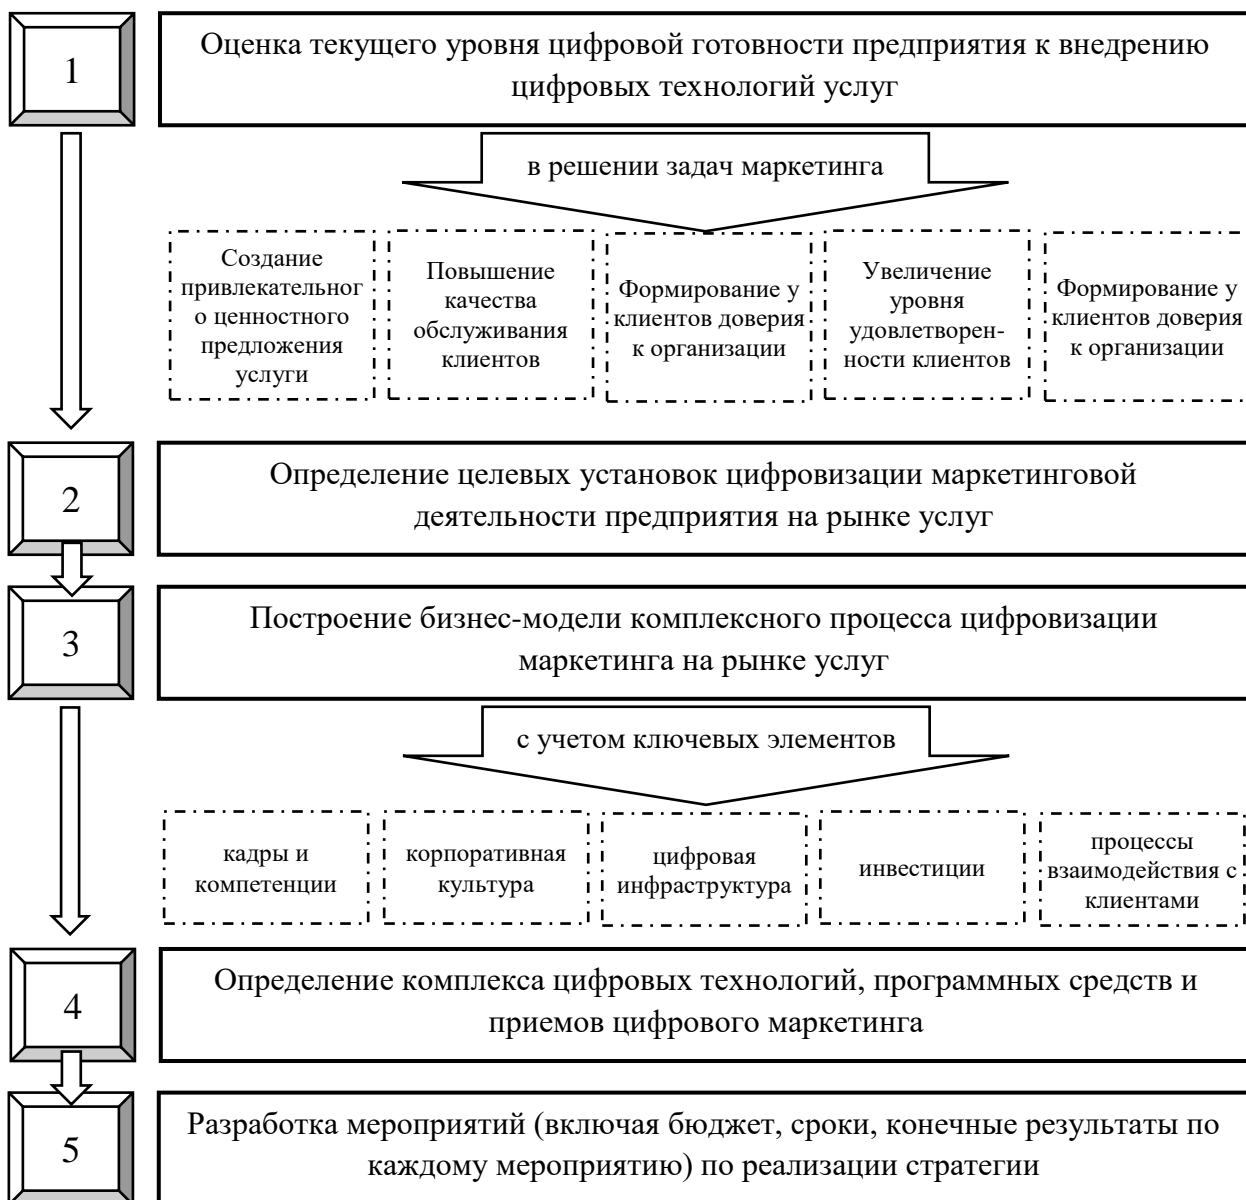 1
Оценка текущего уровня цифровой готовности предприятия к внедрению
цифровых технологий услуг
в решении задач маркетинга
Создание
привлекательног
о ценностного
предложения
услуги
Повышение
качества
обслуживания
клиентов
Формирование у
клиентов доверия
к организации
Увеличение
уровня
удовлетворен-
ности клиентов
Формирование у
клиентов доверия
к организации
2
Определение целевых установок цифровизации маркетинговой
деятельности предприятия на рынке услуг
3
Построение бизнес-модели комплексного процесса цифровизации
маркетинга на рынке услуг
с учетом ключевых элементов
кадры и
компетенции
корпоративная
культура
цифровая
инфраструктура
инвестиции
процессы
взаимодействия с
клиентами
4
Определение комплекса цифровых технологий, программных средств и
приемов цифрового маркетинга
5
Разработка мероприятий (включая бюджет, сроки, конечные результаты по
каждому мероприятию) по реализации стратегии